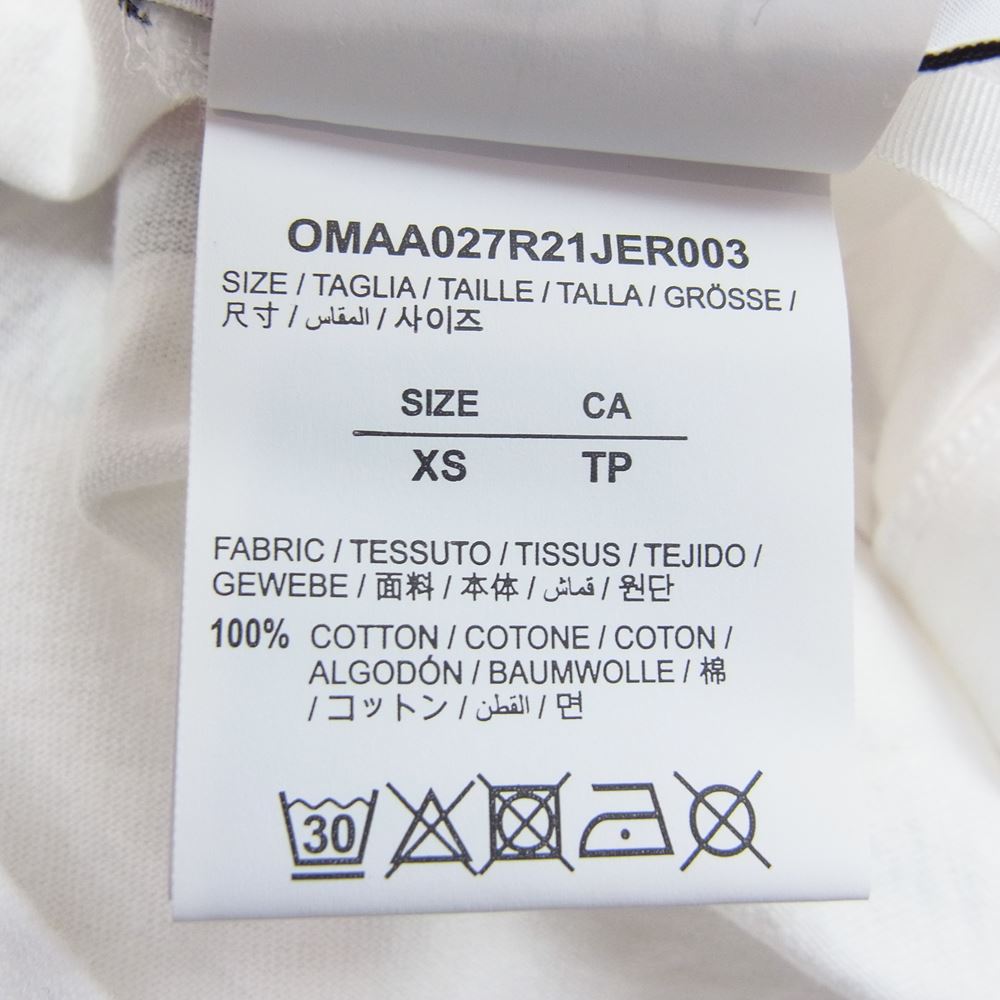 OMAA027R21JER003
SIZE / TAGLIA / TAILLE / TALLA / GRÖSSE /
尺寸 / المقاس / 사이즈
SIZE CA
XS TP
FABRIC / TESSUTO / TISSUS / TEJIDO /
GEWEBE / 面料 / 本体 / قماش / 원단
100% COTTON / COTONE / COTON /
ALGODÓN / BAUMWOLLE / 棉
/ コットン / القطن / 면
30